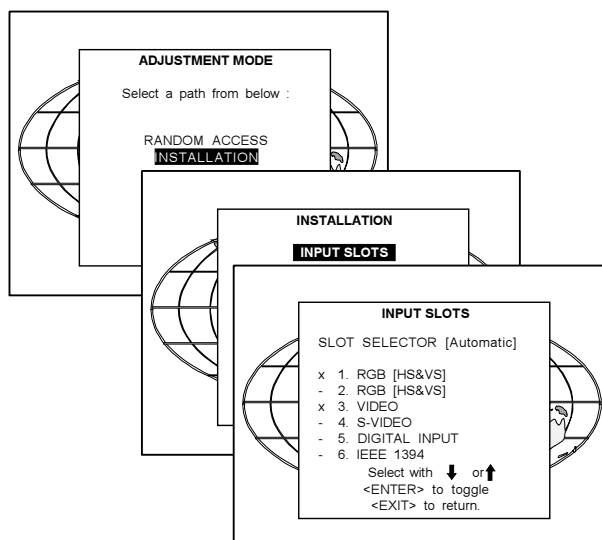 ADJUSTMENT MODE
Select a path from below :
RANDOM ACCESS
INSTALLATION
INSTALLATION
INPUT SLOTS
INPUT SLOTS
SLOT SELECTOR [Automatic]
x 1. RGB [HS&VS]
- 2. RGB [HS&VS]
x 3. VIDEO
- 4. S-VIDEO
- 5. DIGITAL INPUT
- 6. IEEE 1394
Select with ⬇ or ⬆
<ENTER> to toggle
<EXIT> to return.